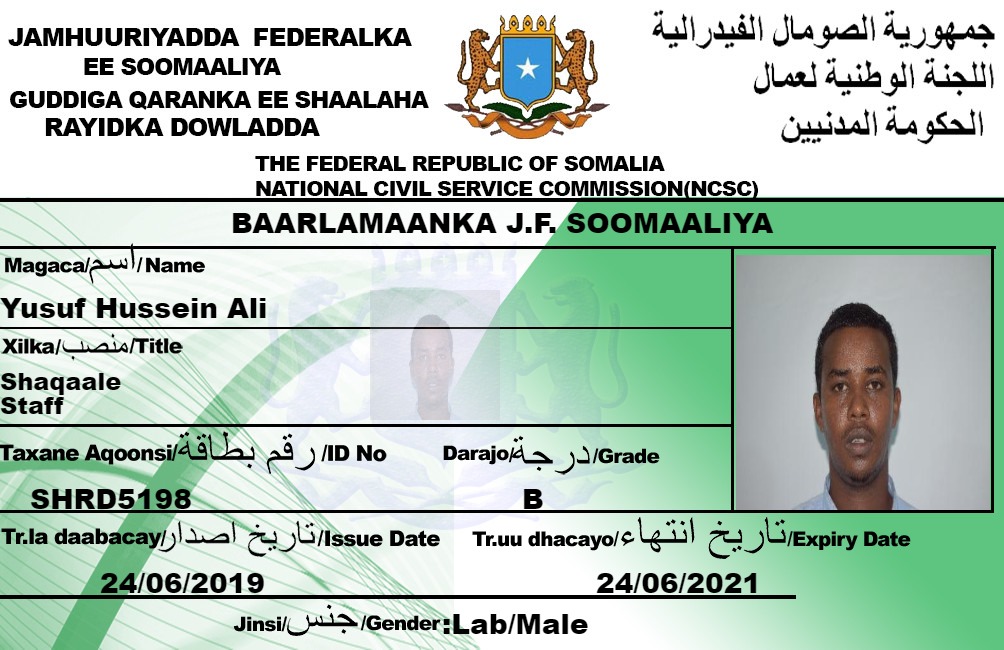 JAMHUURIYADDA FEDERALKA
EE SOOMAALIYA
GUDDIGA QARANKA EE SHAALAHA
RAYIDKA DOWLADDA
جمهورية الصومال الفيدرالية
اللجنة الوطنية لعمال
الحكومة المدنيين
THE FEDERAL REPUBLIC OF SOMALIA
NATIONAL CIVIL SERVICE COMMISSION(NCSC)
BAARLAMAANKA J.F. SOOMAALIYA
Magaca/اسم/Name
Yusuf Hussein Ali
Xilka/منصب/Title
Shaqaale
Staff
Taxane Aqoonsi/رقم بطاقة/ID No
Darajo/درجة/Grade
SHRD5198
B
Tr.la daabacay/تاريخ اصدار/Issue Date
Tr.uu dhacayo/تاريخ انتهاء/Expiry Date
24/06/2019
24/06/2021
Jinsi/جنس/Gender:Lab/Male